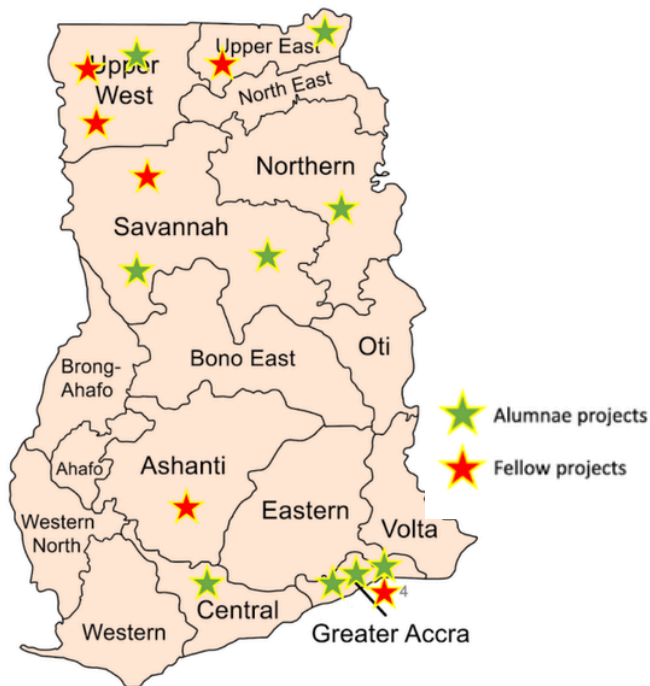 Upper East
Upper
West
North East
Northern
Savannah
Bono East
Oti
Brong-
Ahafo
Alumnae projects
Fellow projects
Ahafo
Ashanti
Eastern
Western
North
Volta
4
Central
Western
Greater Accra